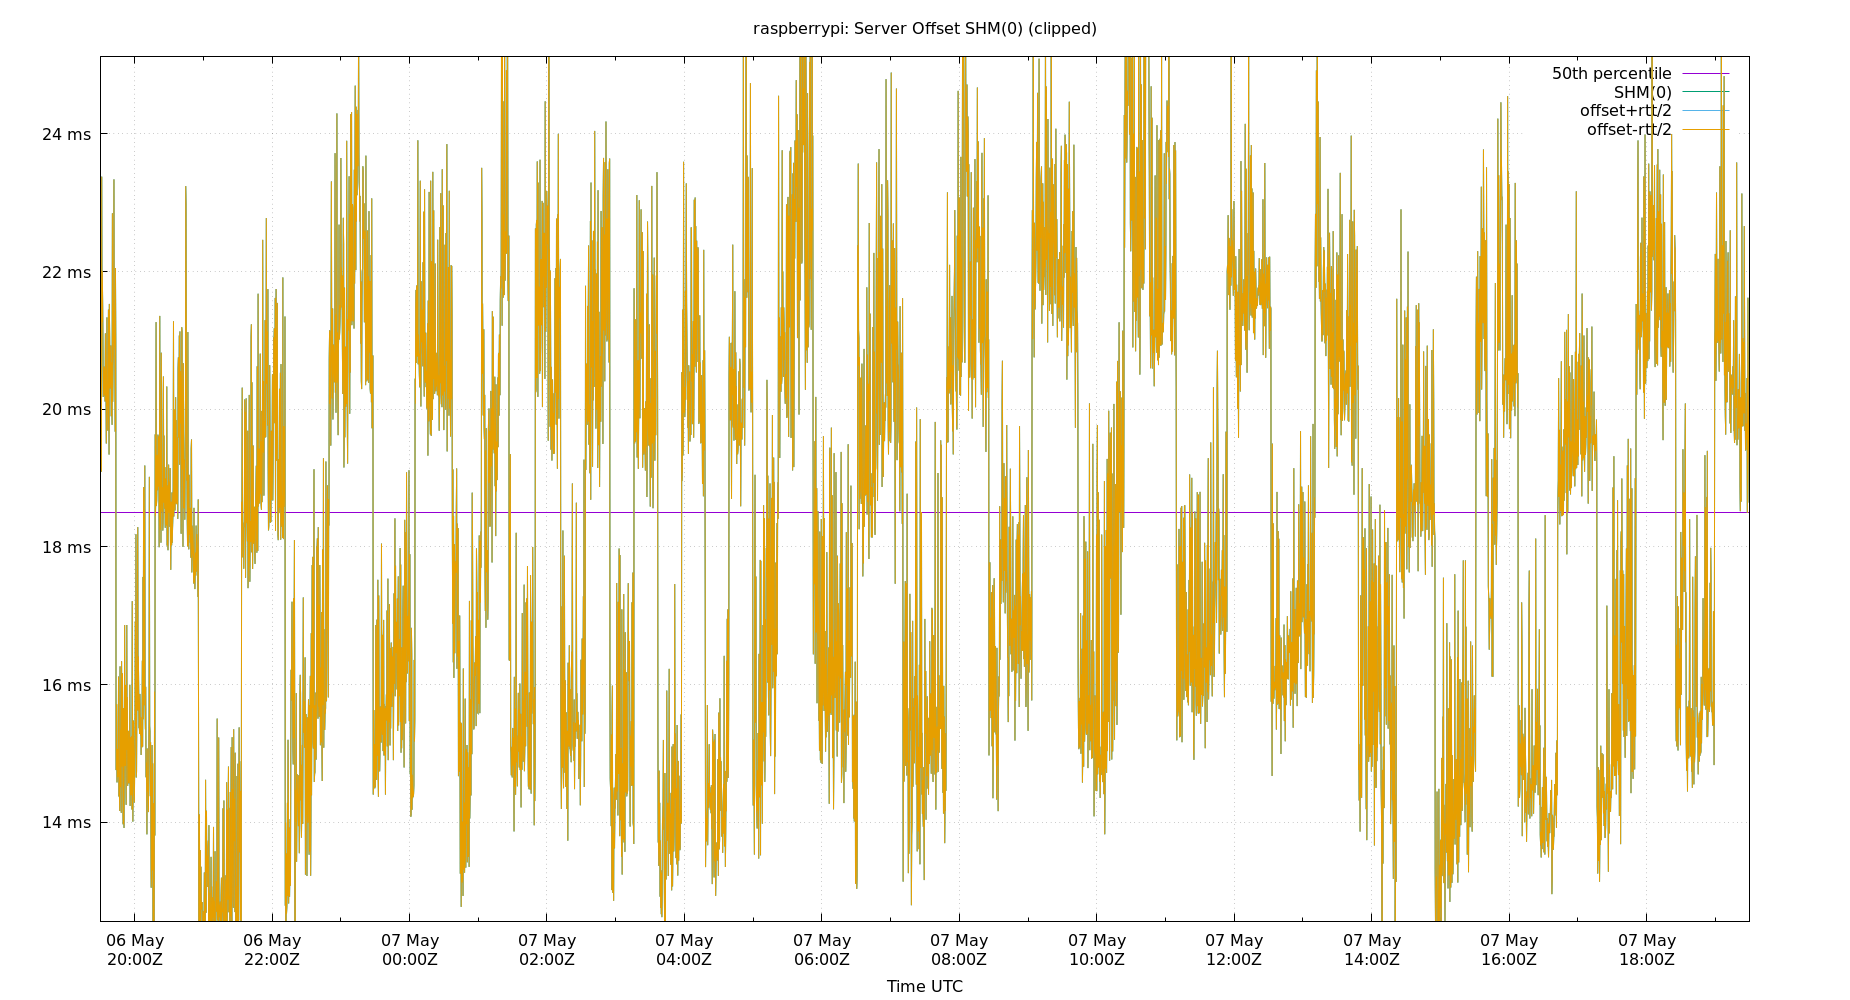 raspberrypi: Server Offset SHM(0) (clipped)
50th percentile
SHM(0)
offset+rtt/2
offset-rtt/2
24 ms
22 ms
20 ms
18 ms
16 ms
14 ms
06 May 06 May 07 May 07 May 07 May 07 May 07 May 07 May 07 May 07 May 07 May 07 May
20:00Z 22:00Z 00:00Z 02:00Z 04:00Z 06:00Z 08:00Z 10:00Z 12:00Z 14:00Z 16:00Z 18:00Z
Time UTC